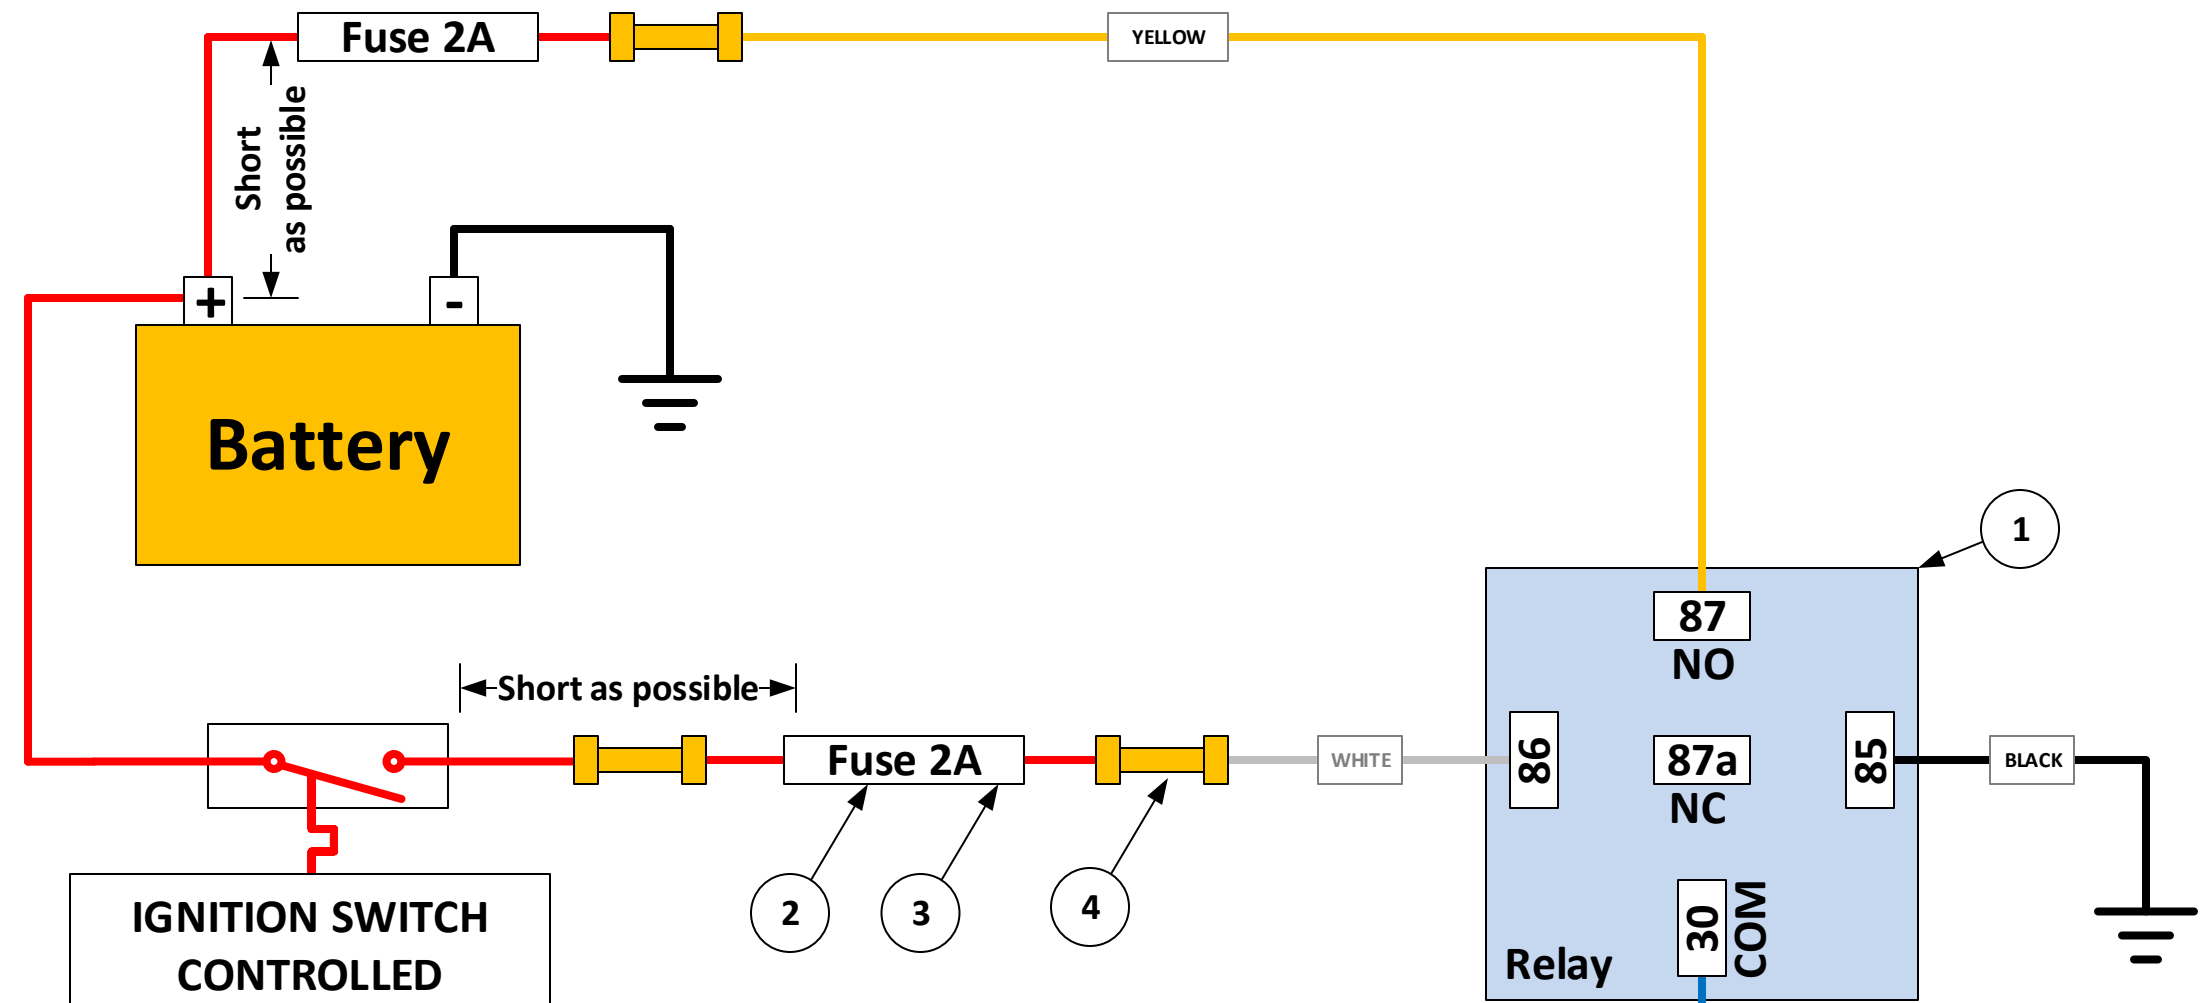 Fuse 2A
YELLOW
Short
as possible
+
-
Battery
1
87
NO
Short as possible
Fuse 2A
WHITE
86
87a
NC
85
BLACK
2
3
4
30
COM
Relay
IGNITION SWITCH
CONTROLLED